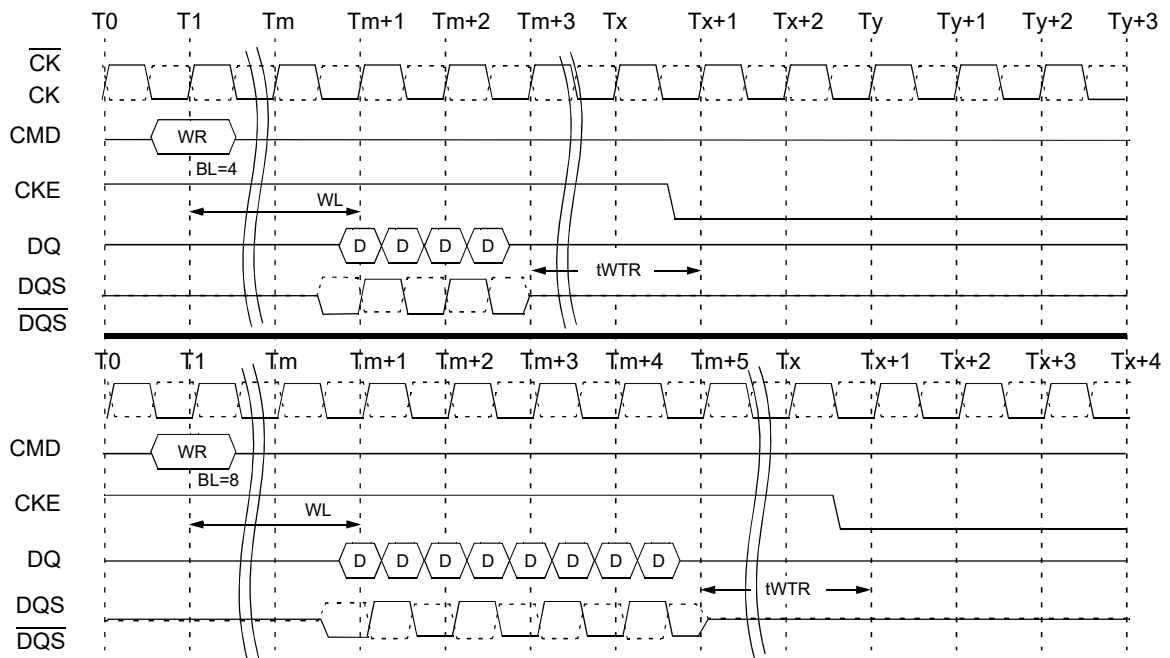 T0 T1 Tm Tm+1 Tm+2 Tm+3 Tx Tx+1 Tx+2 Ty Ty+1 Ty+2 Ty+3
CK
CK
CMD WR
BL=4
CKE
WL
DQ D D D D
tWTR
DQS
DQS
T0 T1 Tm Tm+1 Tm+2 Tm+3 Tm+4 Tm+5 Tx Tx+1 Tx+2 Tx+3 Tx+4
CMD WR
BL=8
CKE
WL
DQ D D D D D D D D
tWTR
DQS
DQS